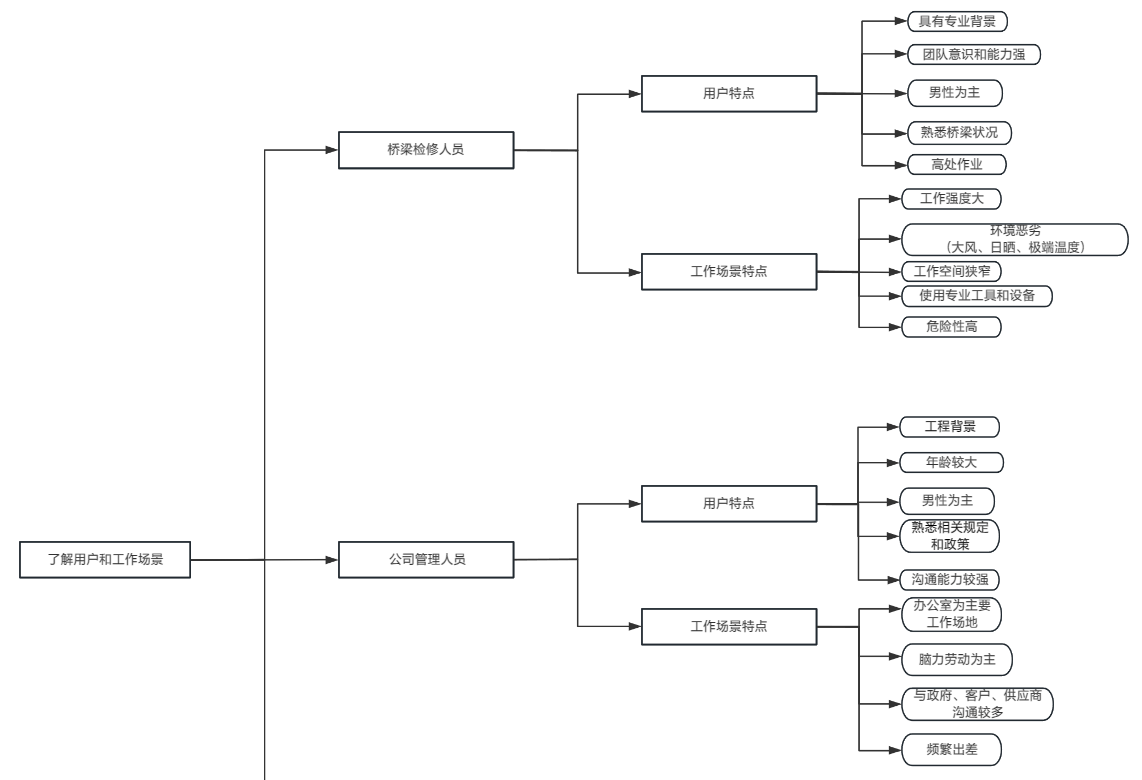 具有专业背景
团队意识和能力强
用户特点
男性为主
熟悉桥梁状况
桥梁检修人员
高处作业
工作强度大
环境恶劣
（大风、日晒、极端温度）
工作场景特点
工作空间狭窄
使用专业工具和设备
危险性高
工程背景
年龄较大
用户特点
男性为主
熟悉相关规定
和政策
了解用户和工作场景
公司管理人员
沟通能力较强
办公室为主要
工作场地
工作场景特点
脑力劳动为主
与政府、客户、供应商
沟通较多
频繁出差